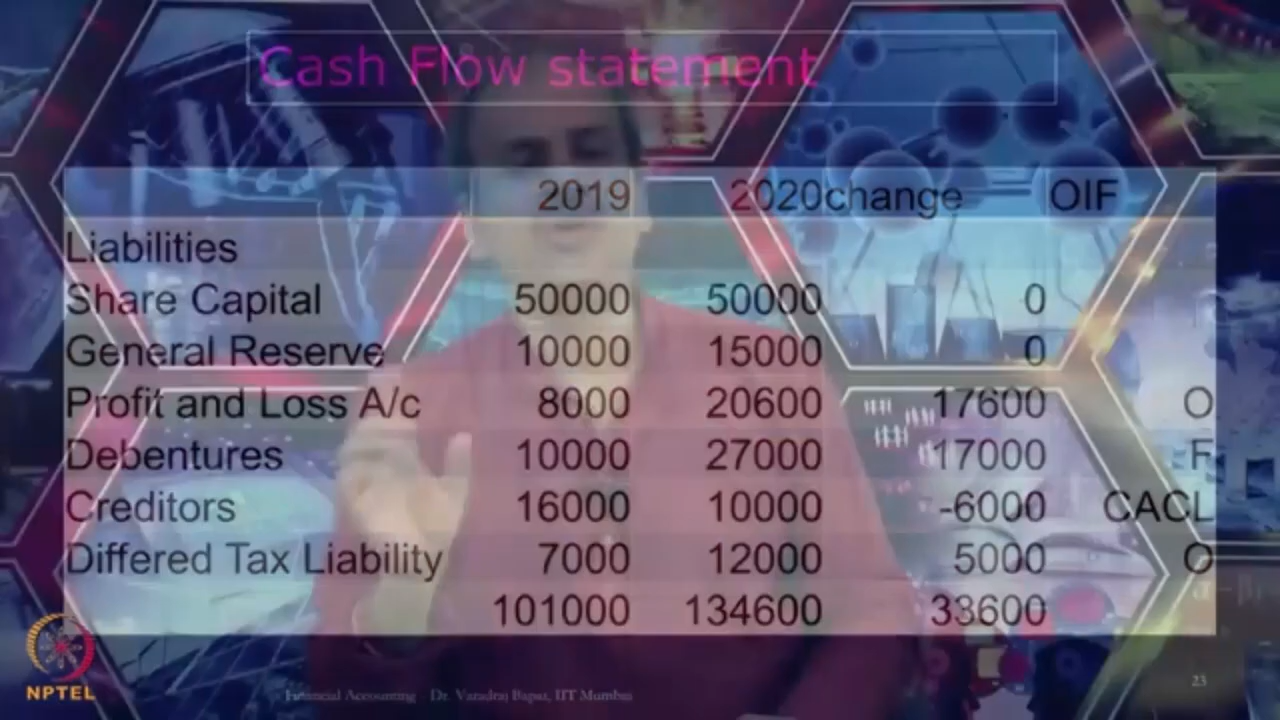 Cash Flow statement
2019 2020change OIF
Liabilities
Share Capital 50000 50000 0
General Reserve 10000 15000 0
Profit and Loss A/c 8000 20600 17600 O
Debentures 10000 27000 17000 F
Creditors 16000 10000 -6000 CACL
Differed Tax Liability 7000 12000 5000 O
101000 134600 33600
NPTEL
Financial Accounting Dr. Varadraj Bapat, IIT Mumbai
23